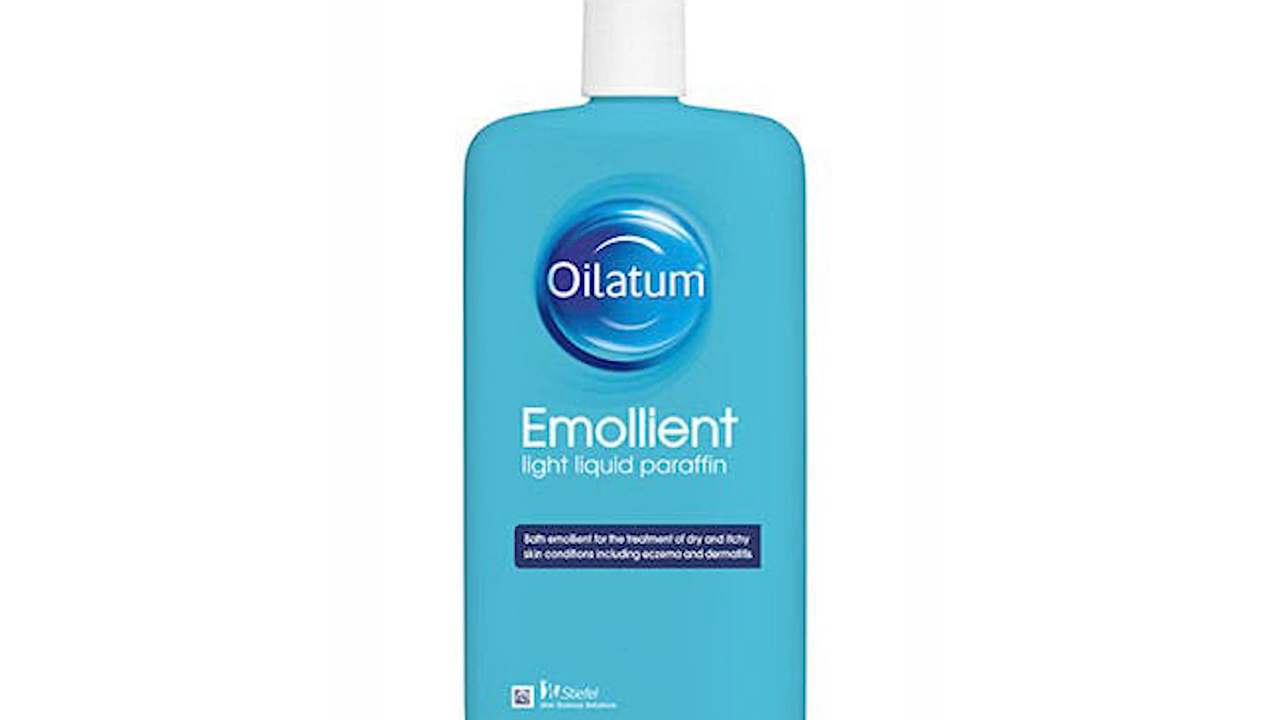 Oilatum
Emollient
light liquid paraffin
Bath emollient for the treatment of dry and itchy
skin conditions including eczema and dermatitis
Stiefel